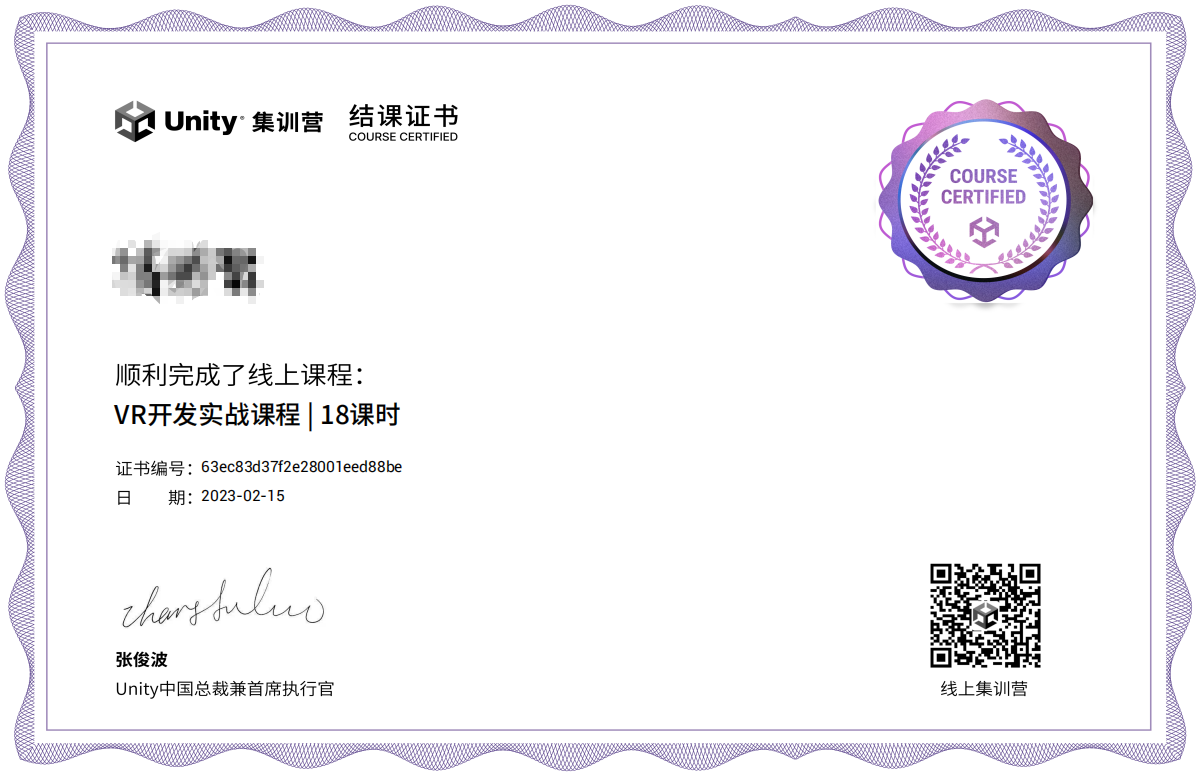 Unity® 集训营 结课证书
COURSE CERTIFIED
COURSE
CERTIFIED
顺利完成了线上课程：
VR开发实战课程 | 18课时
证书编号：63ec83d37f2e28001eed88be
日 期：2023-02-15
张俊波
Unity中国总裁兼首席执行官
线上集训营